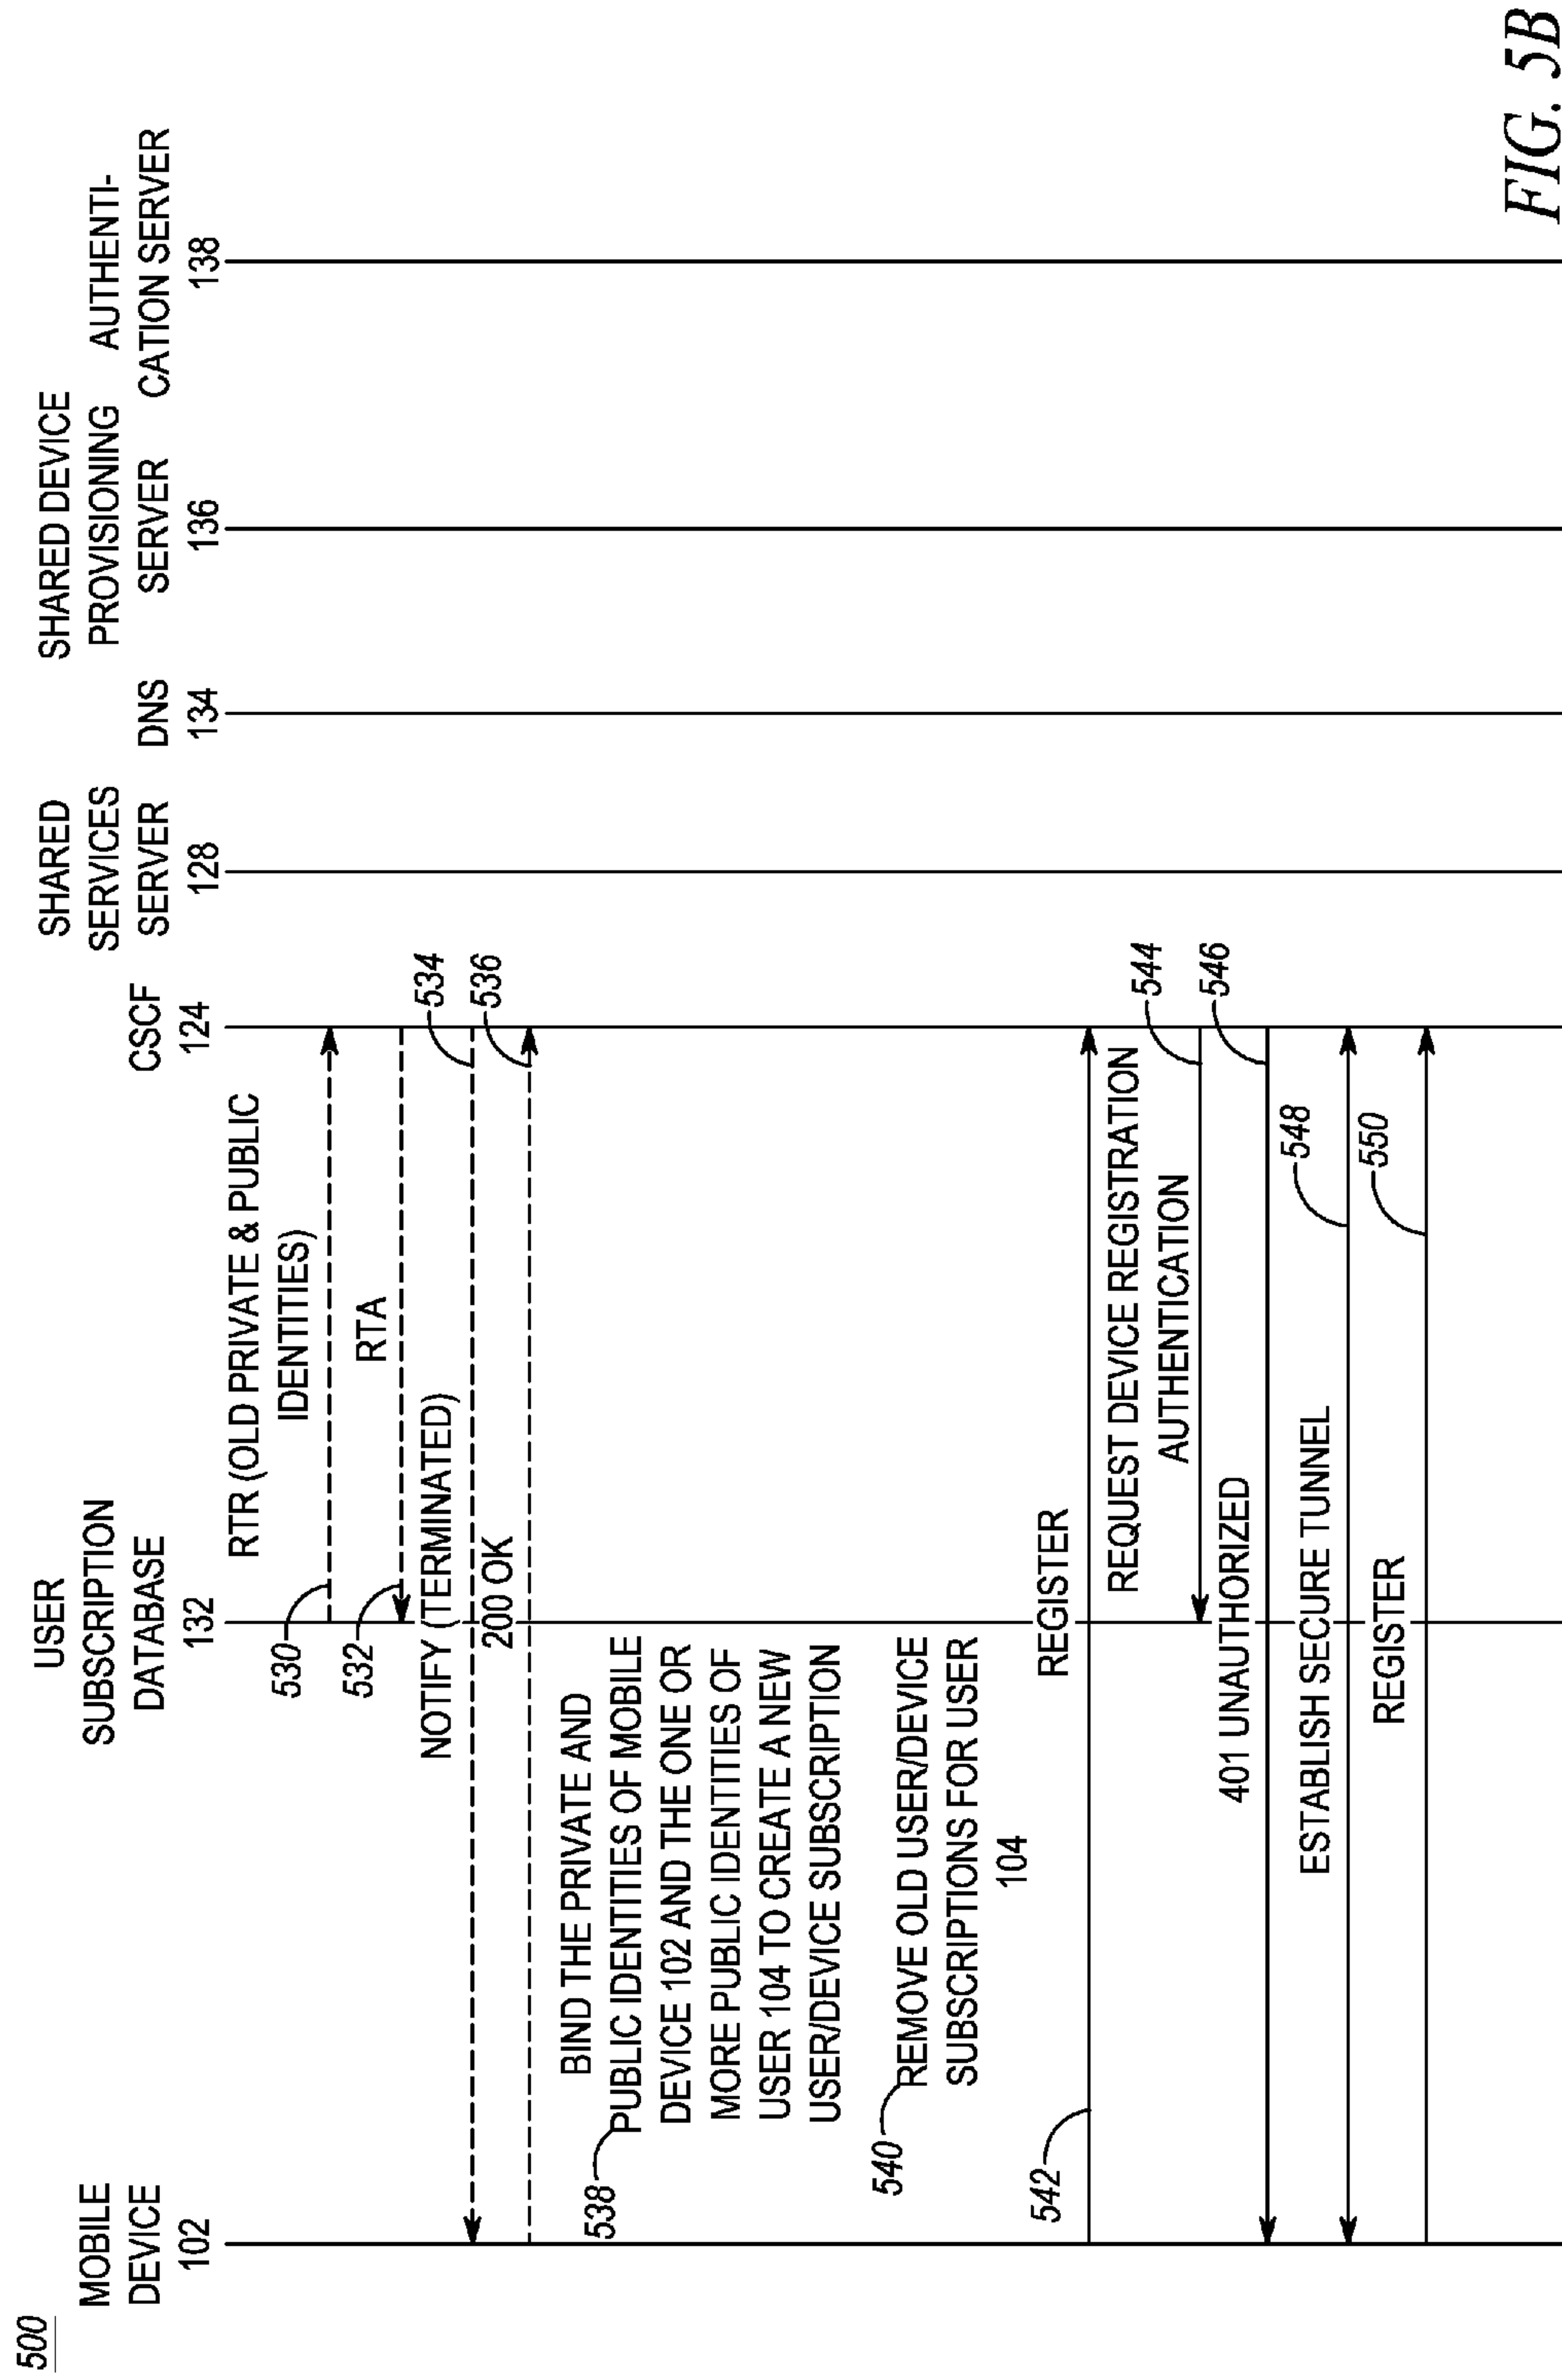 500
MOBILE
DEVICE
102
USER
SUBSCRIPTION
DATABASE
132
CSCF
124
SHARED
SERVICES
SERVER
128
DNS
134
SHARED DEVICE
PROVISIONING
SERVER
136
AUTHENTI-
CATION SERVER
138
530
RTR (OLD PRIVATE & PUBLIC
IDENTITIES)
532
RTA
NOTIFY (TERMINATED)
534
200 OK
536
538
BIND THE PRIVATE AND
PUBLIC IDENTITIES OF MOBILE
DEVICE 102 AND THE ONE OR
MORE PUBLIC IDENTITIES OF
USER 104 TO CREATE A NEW
USER/DEVICE SUBSCRIPTION
540
REMOVE OLD USER/DEVICE
SUBSCRIPTIONS FOR USER
104
542
REGISTER
REQUEST DEVICE REGISTRATION
AUTHENTICATION
544
401 UNAUTHORIZED
546
ESTABLISH SECURE TUNNEL
548
REGISTER
550
FIG. 5B